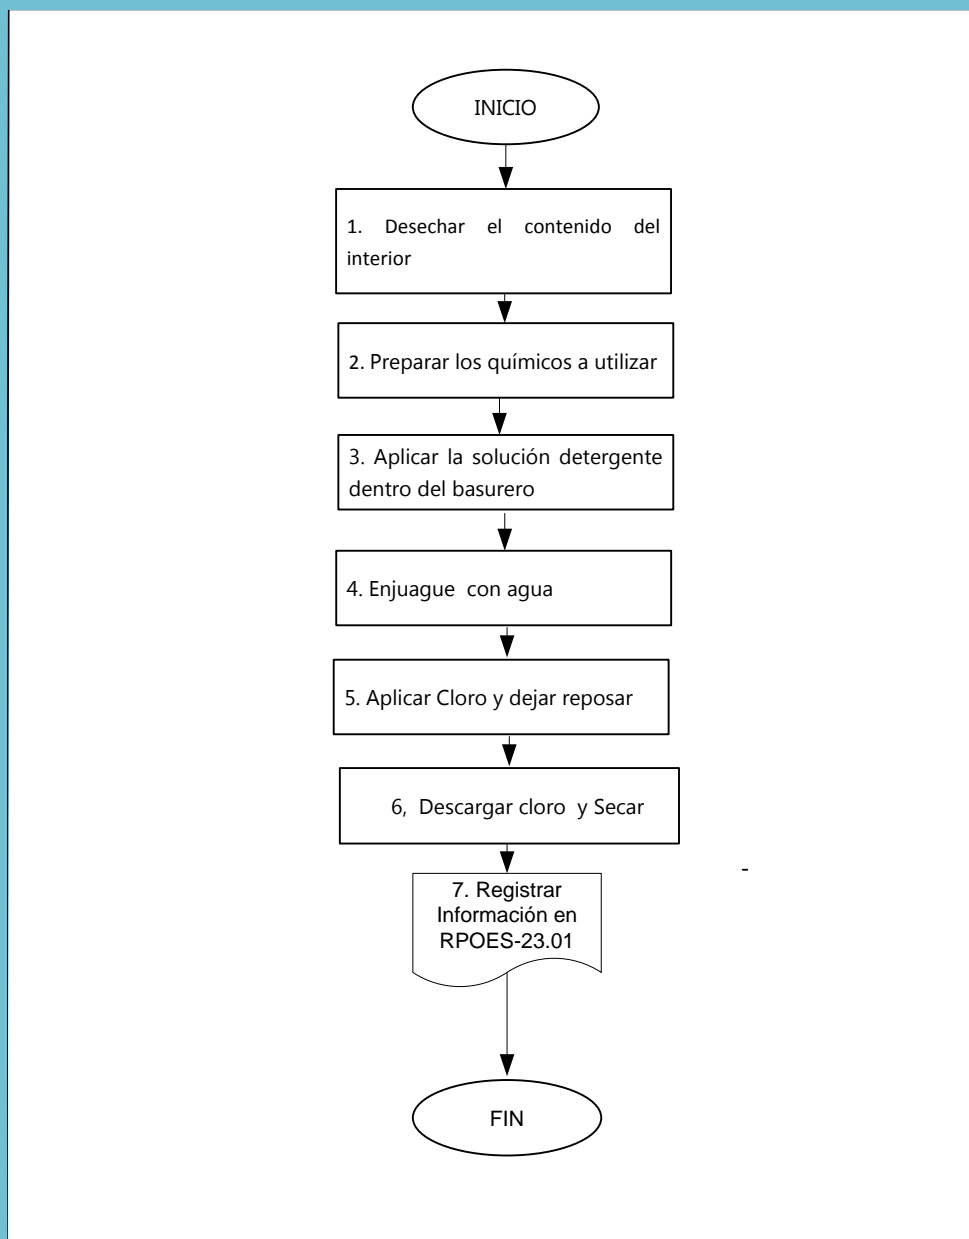 INICIO
1. Desechar el contenido del
interior
2. Preparar los químicos a utilizar
3. Aplicar la solución detergente
dentro del basurero
4. Enjuague con agua
5. Aplicar Cloro y dejar reposar
6, Descargar cloro y Secar
-
7. Registrar
Información en
RPOES-23.01
FIN